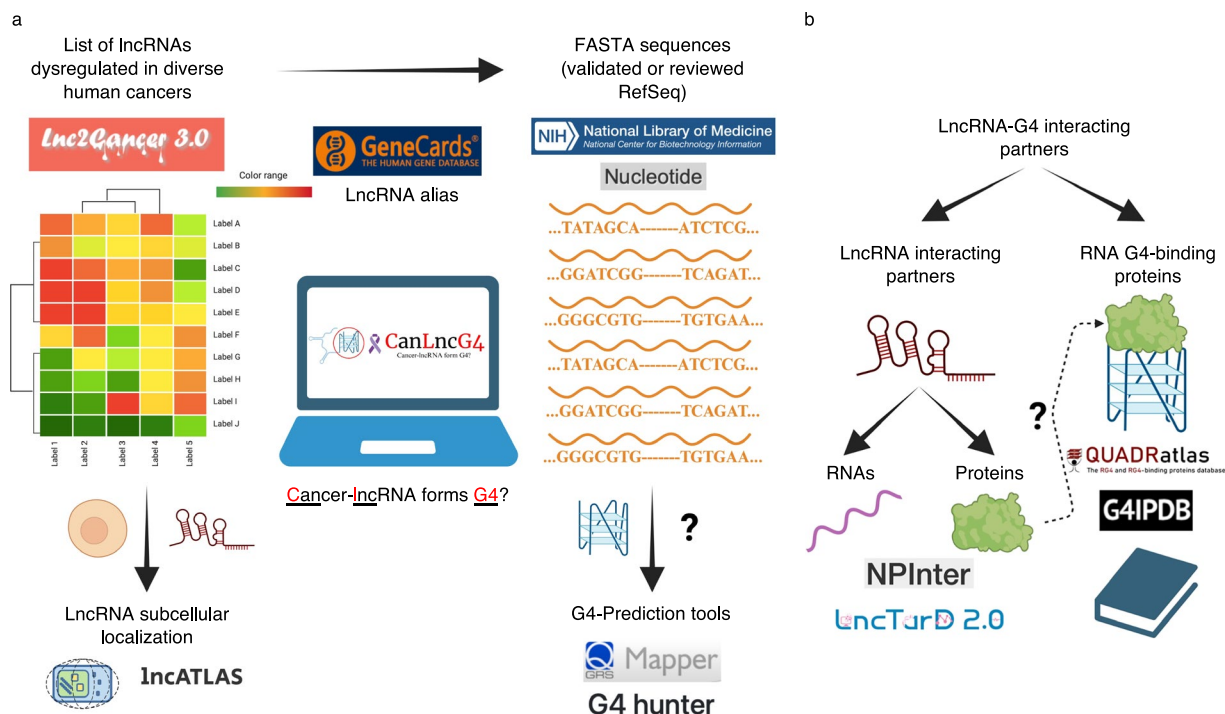 a
List of lncRNAs
dysregulated in diverse
human cancers
Lnc2Cancer 3.0
Color range
Label A
Label B
Label C
Label D
Label E
Label F
Label G
Label H
Label I
Label J
Label 1
Label 2
Label 3
Label 4
Label 5
LncRNA subcellular
localization
lncATLAS
GeneCards®
THE HUMAN GENE DATABASE
LncRNA alias
CanLncG4
Cancer-lncRNA form G4?
Cancer-lncRNA forms G4?
FASTA sequences
(validated or reviewed
RefSeq)
NIH National Library of Medicine
National Center for Biotechnology Information
Nucleotide
...TATAGCA-------ATCTCG...
...GGATCGG-------TCAGAT...
...GGGCGTG-------TGTGAA...
...TATAGCA-------ATCTCG...
...GGATCGG-------TCAGAT...
...GGGCGTG-------TGTGAA...
?
G4-Prediction tools
Q
GRS
Mapper
G4 hunter
b
LncRNA-G4 interacting
partners
LncRNA interacting
partners
RNAs
Proteins
NPInter
LncTarD 2.0
?
RNA G4-binding
proteins
QUADRatlas
The RG4 and RG4-binding proteins database
G4IPDB